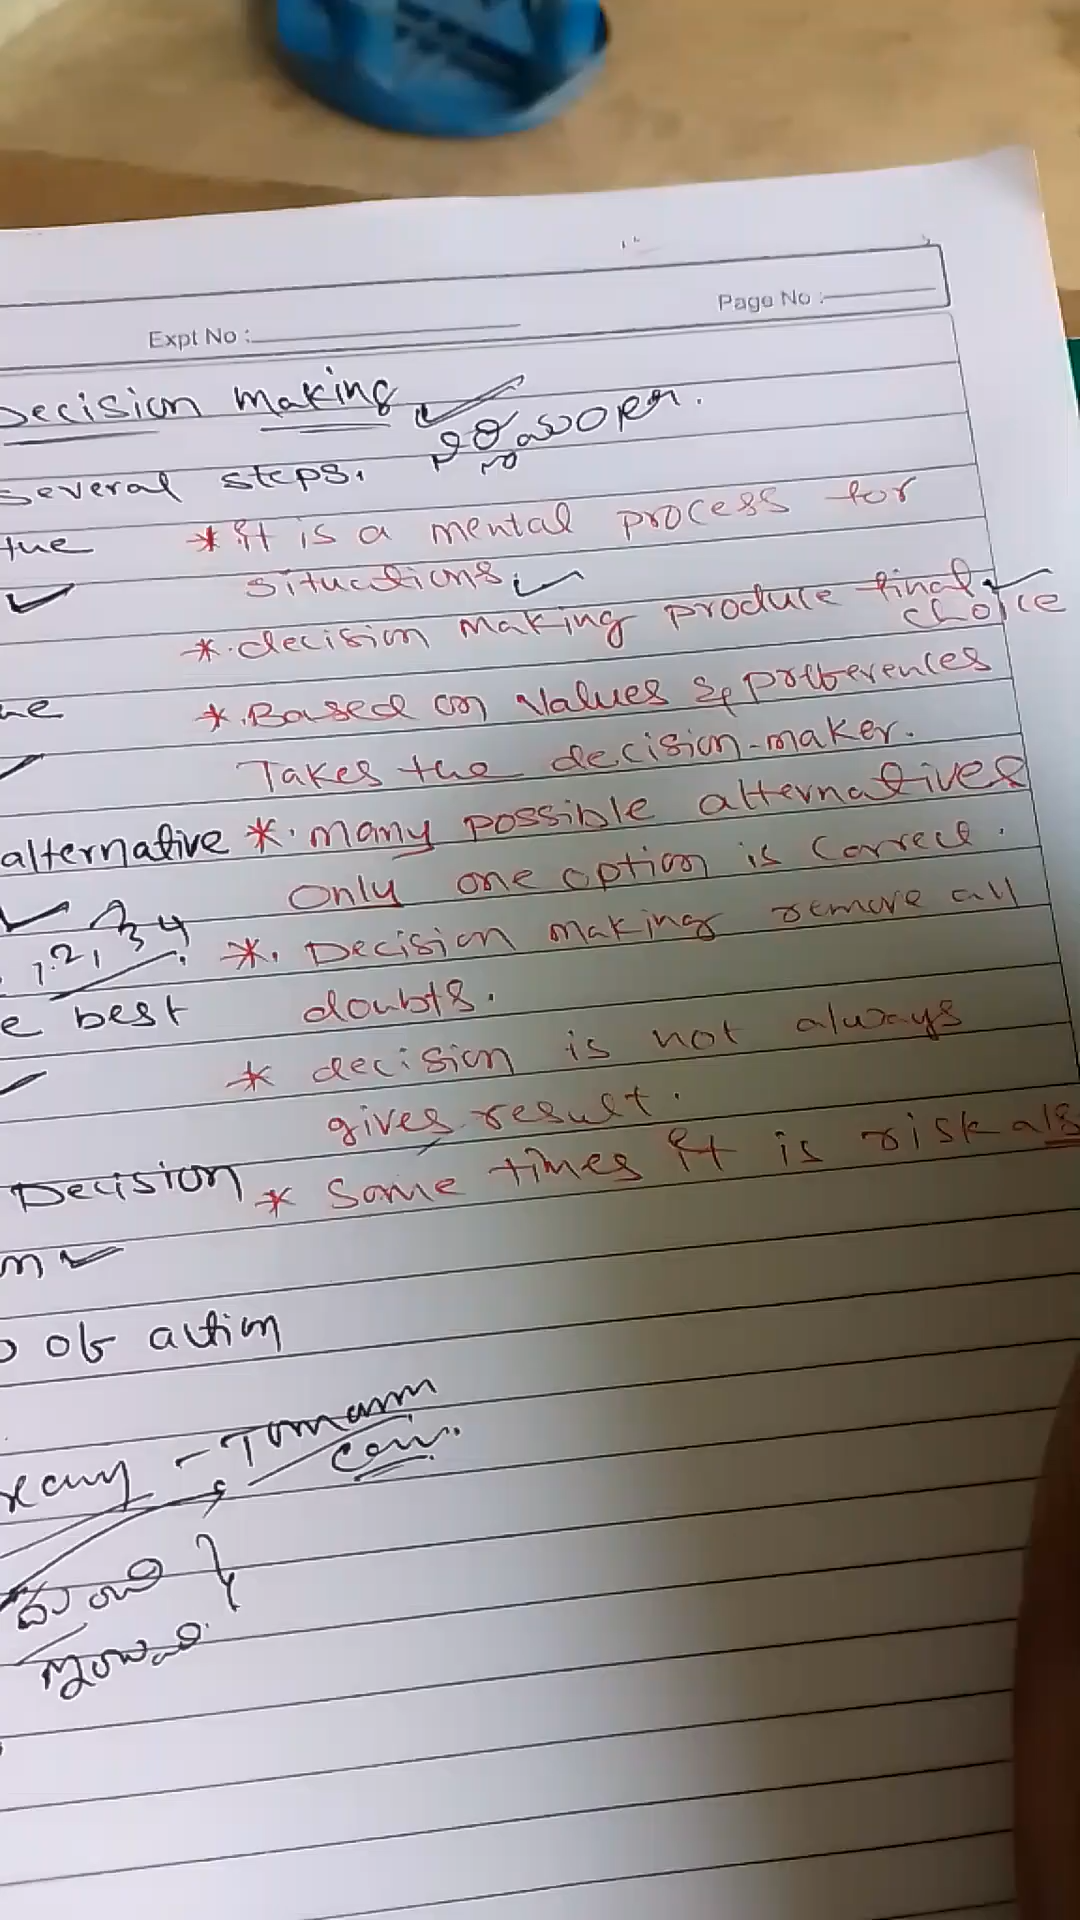 Page No :
Expt No :
Decision making
several steps.
the * it is a mental process for
situations
* decision making produce final
choice
* Based on values & preferences
Takes the decision-maker.
alternative * many possible alternatives
only one option is correct.
1,2,3,4 * Decision making remove all
e best doubts.
* decision is not always
gives result.
Decision * some times it is risk als
of action